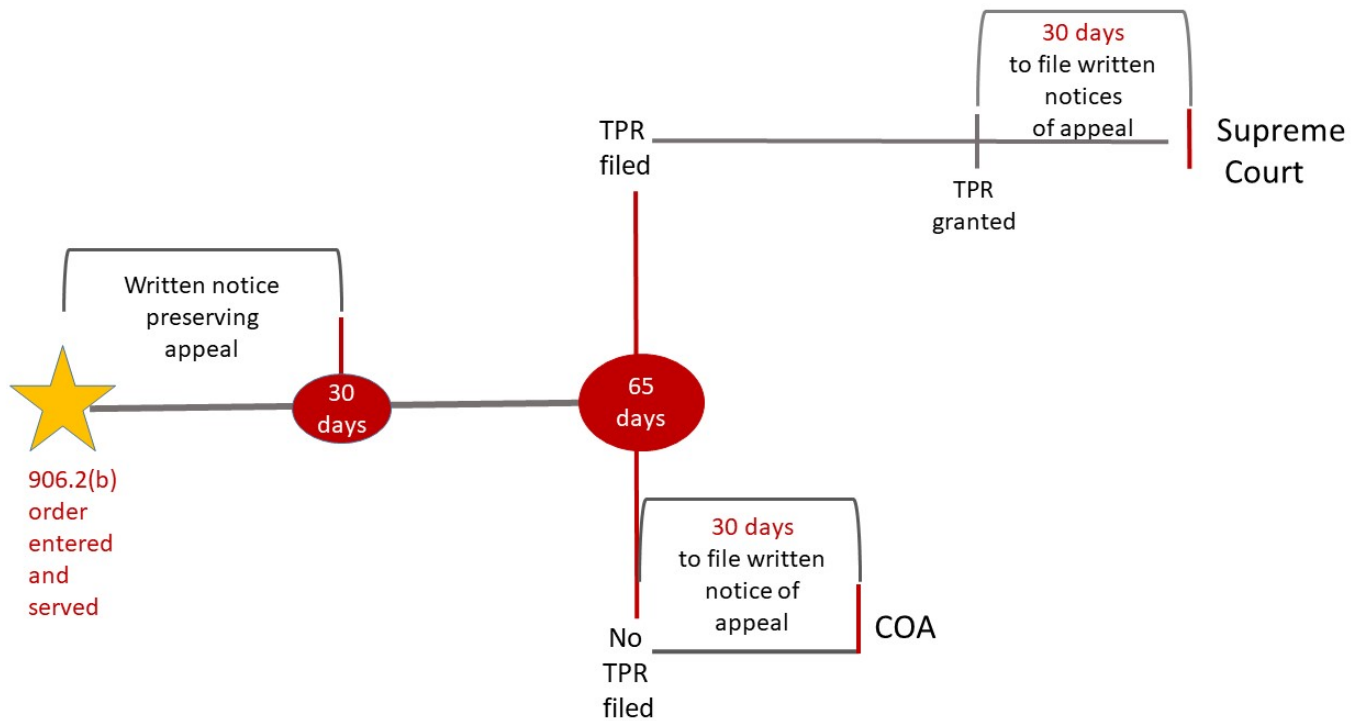 30 days
to file written
notices
of appeal
TPR
filed
Supreme
Court
TPR
granted
Written notice
preserving
appeal
30
days
65
days
906.2(b)
order
entered
and
served
30 days
to file written
notice of
appeal
No
TPR
filed
COA